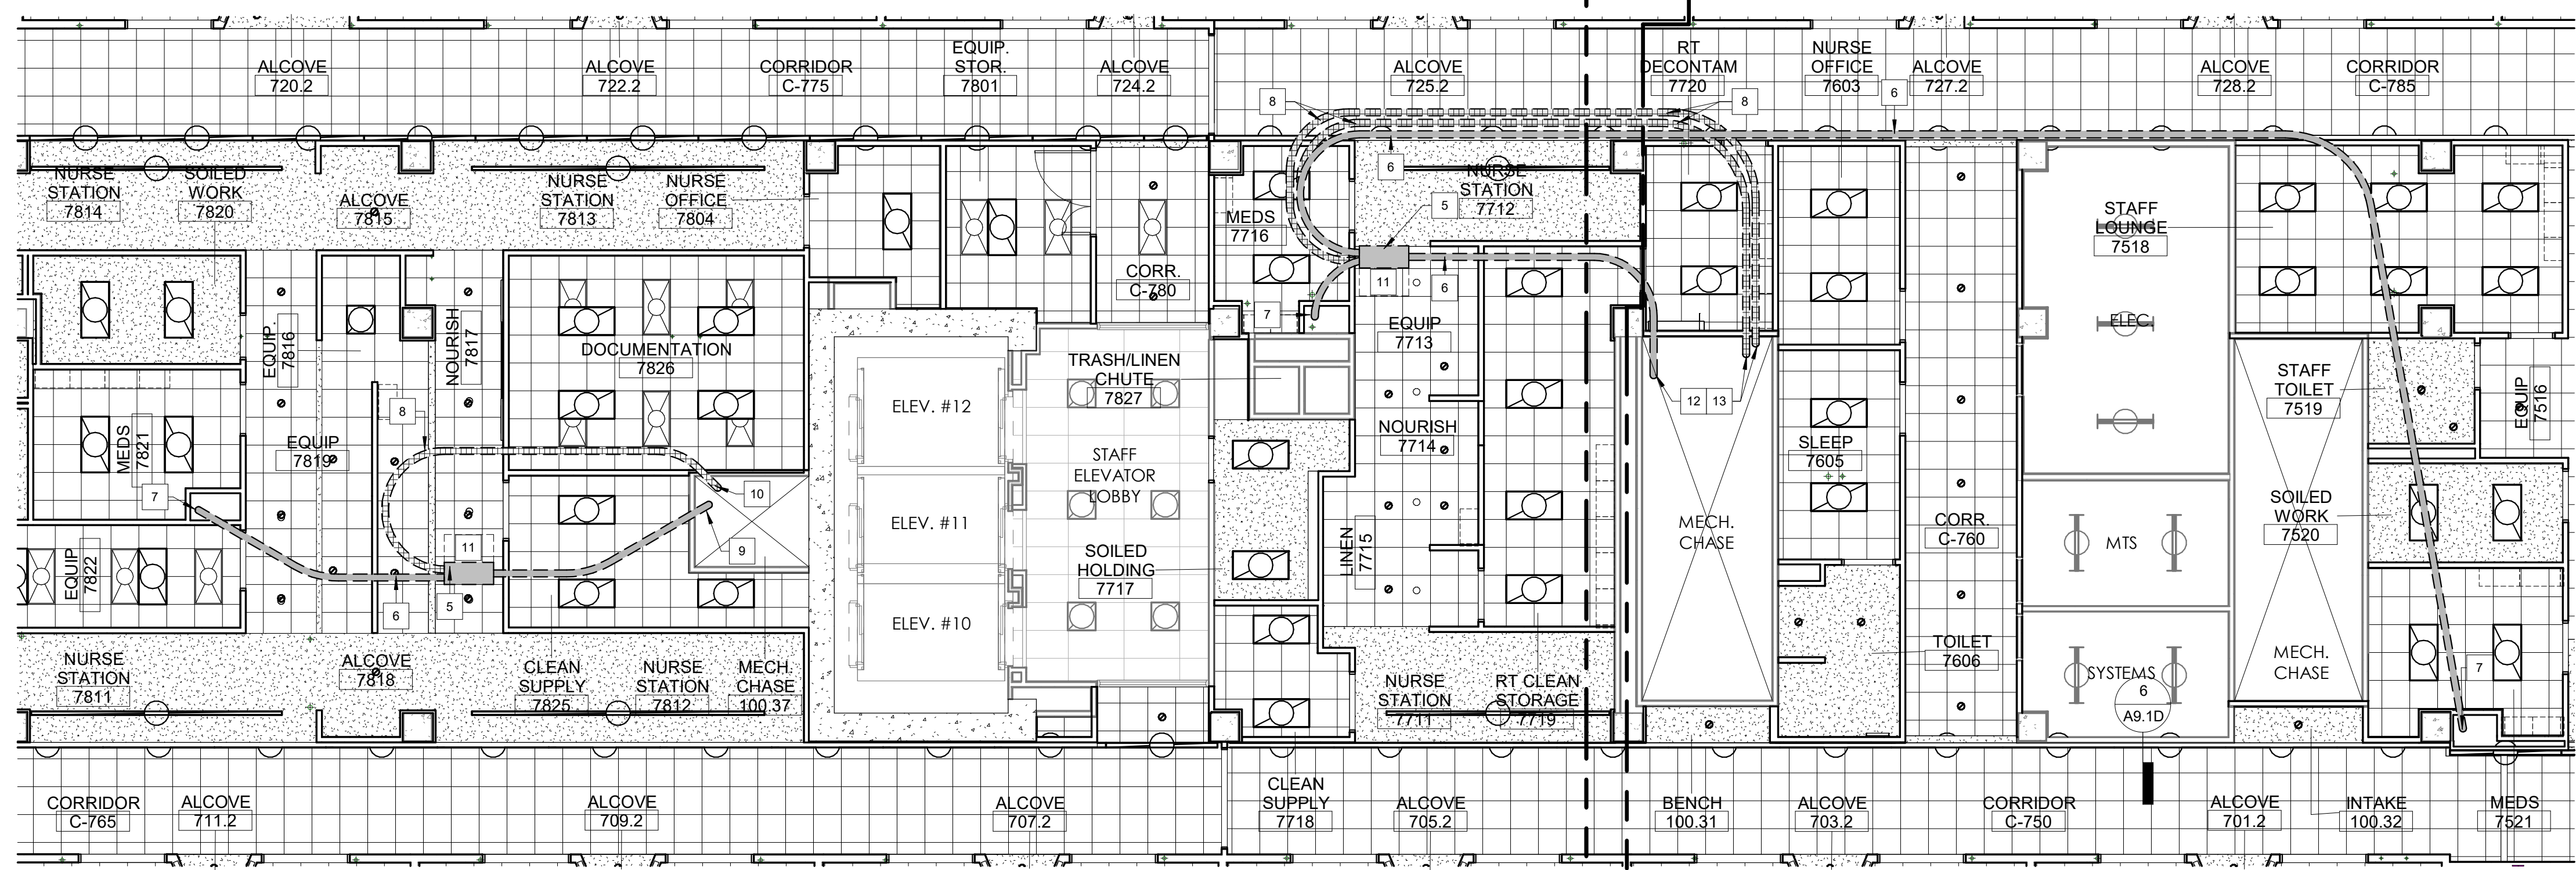 ALCOVE
720.2
ALCOVE
722.2
CORRIDOR
C-775
EQUIP.
STOR.
7801
ALCOVE
724.2
ALCOVE
725.2
RT
DECONTAM
7720
NURSE
OFFICE
7603
ALCOVE
727.2
ALCOVE
728.2
CORRIDOR
C-785
8
8
6
NURSE
STATION
7814
SOILED
WORK
7820
ALCOVE
7815
NURSE
STATION
7813
NURSE
OFFICE
7804
MEDS
7716
6
5
NURSE
STATION
7712
STAFF
LOUNGE
7518
CORR.
C-780
11
6
7
EQUIP.
7816
NOURISH
7817
DOCUMENTATION
7826
EQUIP
7713
ELEC.
TRASH/LINEN
CHUTE
7827
ELEV. #12
12
13
STAFF
TOILET
7519
EQUIP
7516
8
MEDS
7821
EQUIP
7819
NOURISH
7714
SLEEP
7605
STAFF
ELEVATOR
LOBBY
7
10
9
ELEV. #11
MECH.
CHASE
CORR.
C-760
MTS
SOILED
WORK
7520
11
EQUIP
7822
6
5
SOILED
HOLDING
7717
LINEN
7715
ELEV. #10
TOILET
7606
MECH.
CHASE
SYSTEMS
7
6
A9.1D
NURSE
STATION
7811
ALCOVE
7818
CLEAN
SUPPLY
7825
NURSE
STATION
7812
MECH.
CHASE
100.37
NURSE
STATION
7711
RT CLEAN
STORAGE
7719
CORRIDOR
C-765
ALCOVE
711.2
ALCOVE
709.2
ALCOVE
707.2
CLEAN
SUPPLY
7718
ALCOVE
705.2
BENCH
100.31
ALCOVE
703.2
CORRIDOR
C-750
ALCOVE
701.2
INTAKE
100.32
MEDS
7521